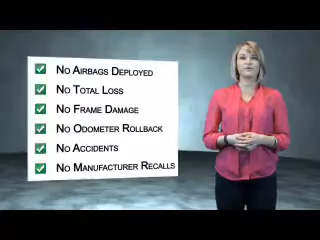 No Airbags Deployed
No Total Loss
No Frame Damage
No Odometer Rollback
No Accidents
No Manufacturer Recalls